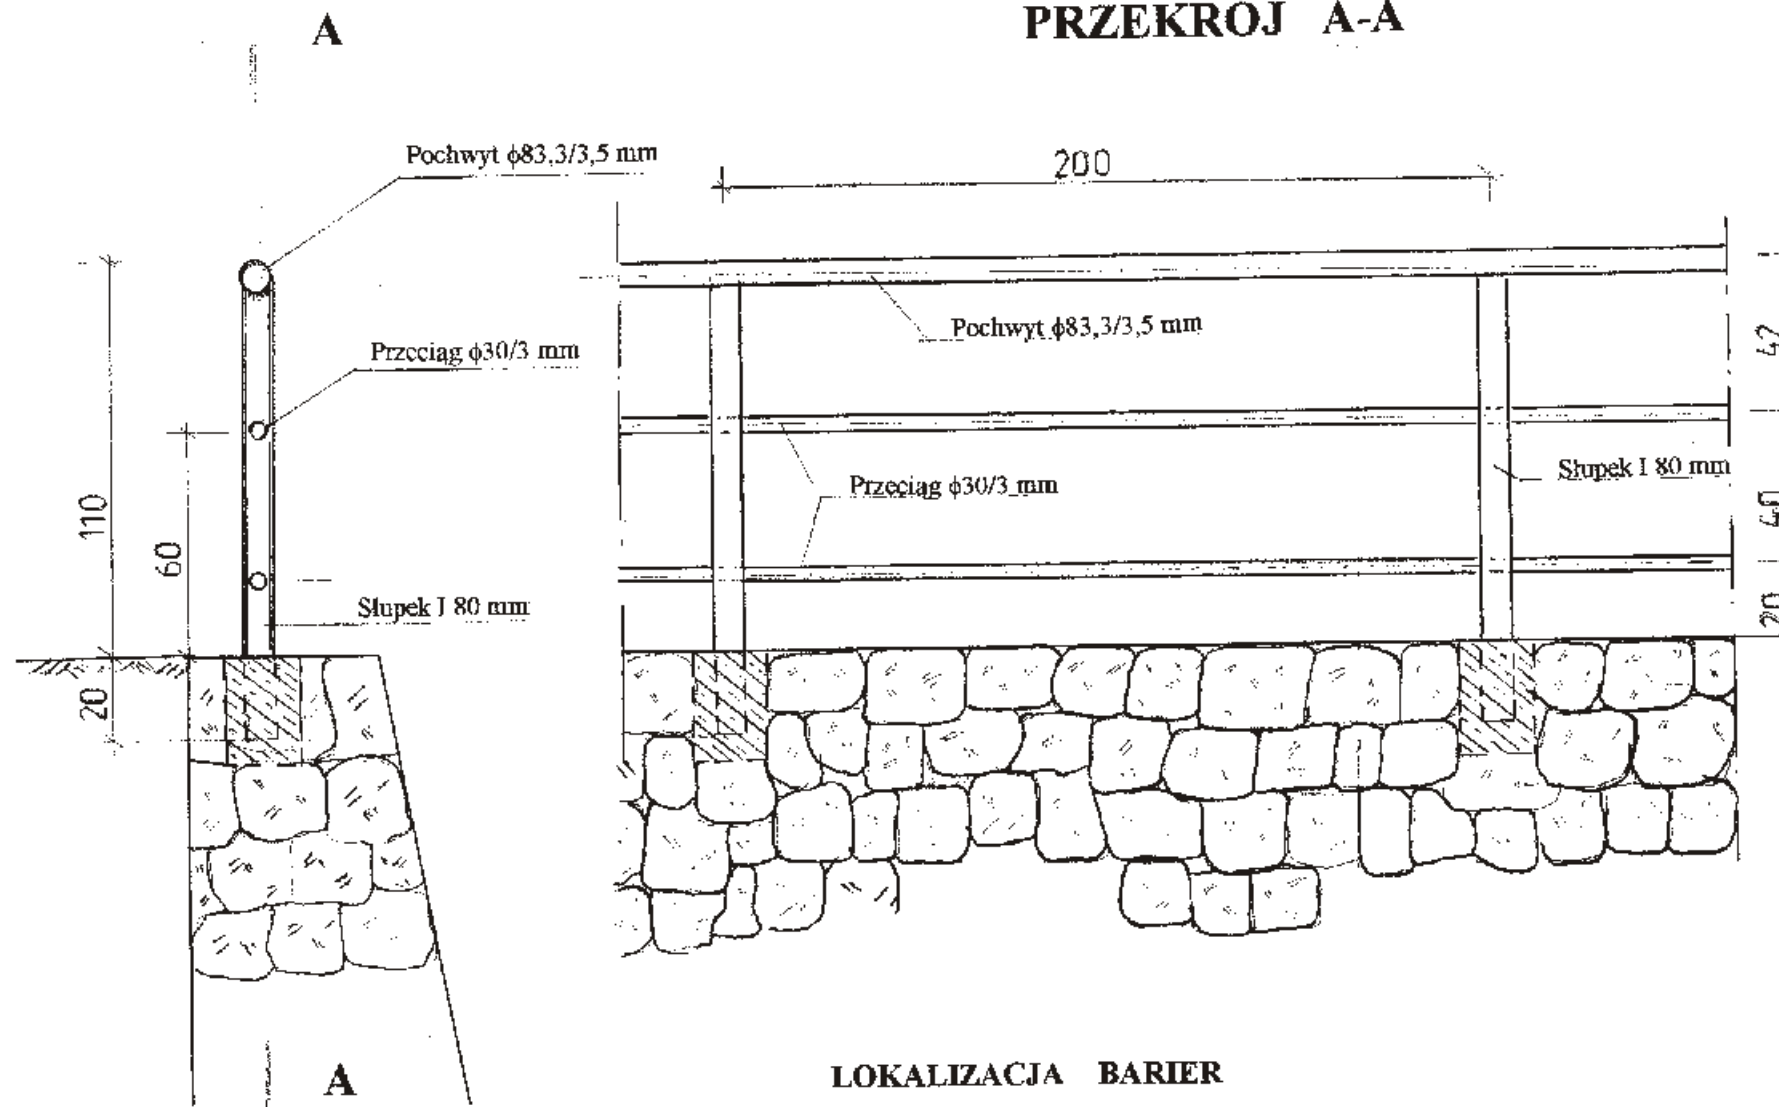 A
PRZEKROJ A-A
Pochwyt ϕ83,3/3,5 mm
200
Pochwyt ϕ83,3/3,5 mm
Przeciąg ϕ30/3 mm
42
Słupek I 80 mm
Przeciąg ϕ30/3 mm
110
60
40
Słupek I 80 mm
20
20
A
LOKALIZACJA BARIER